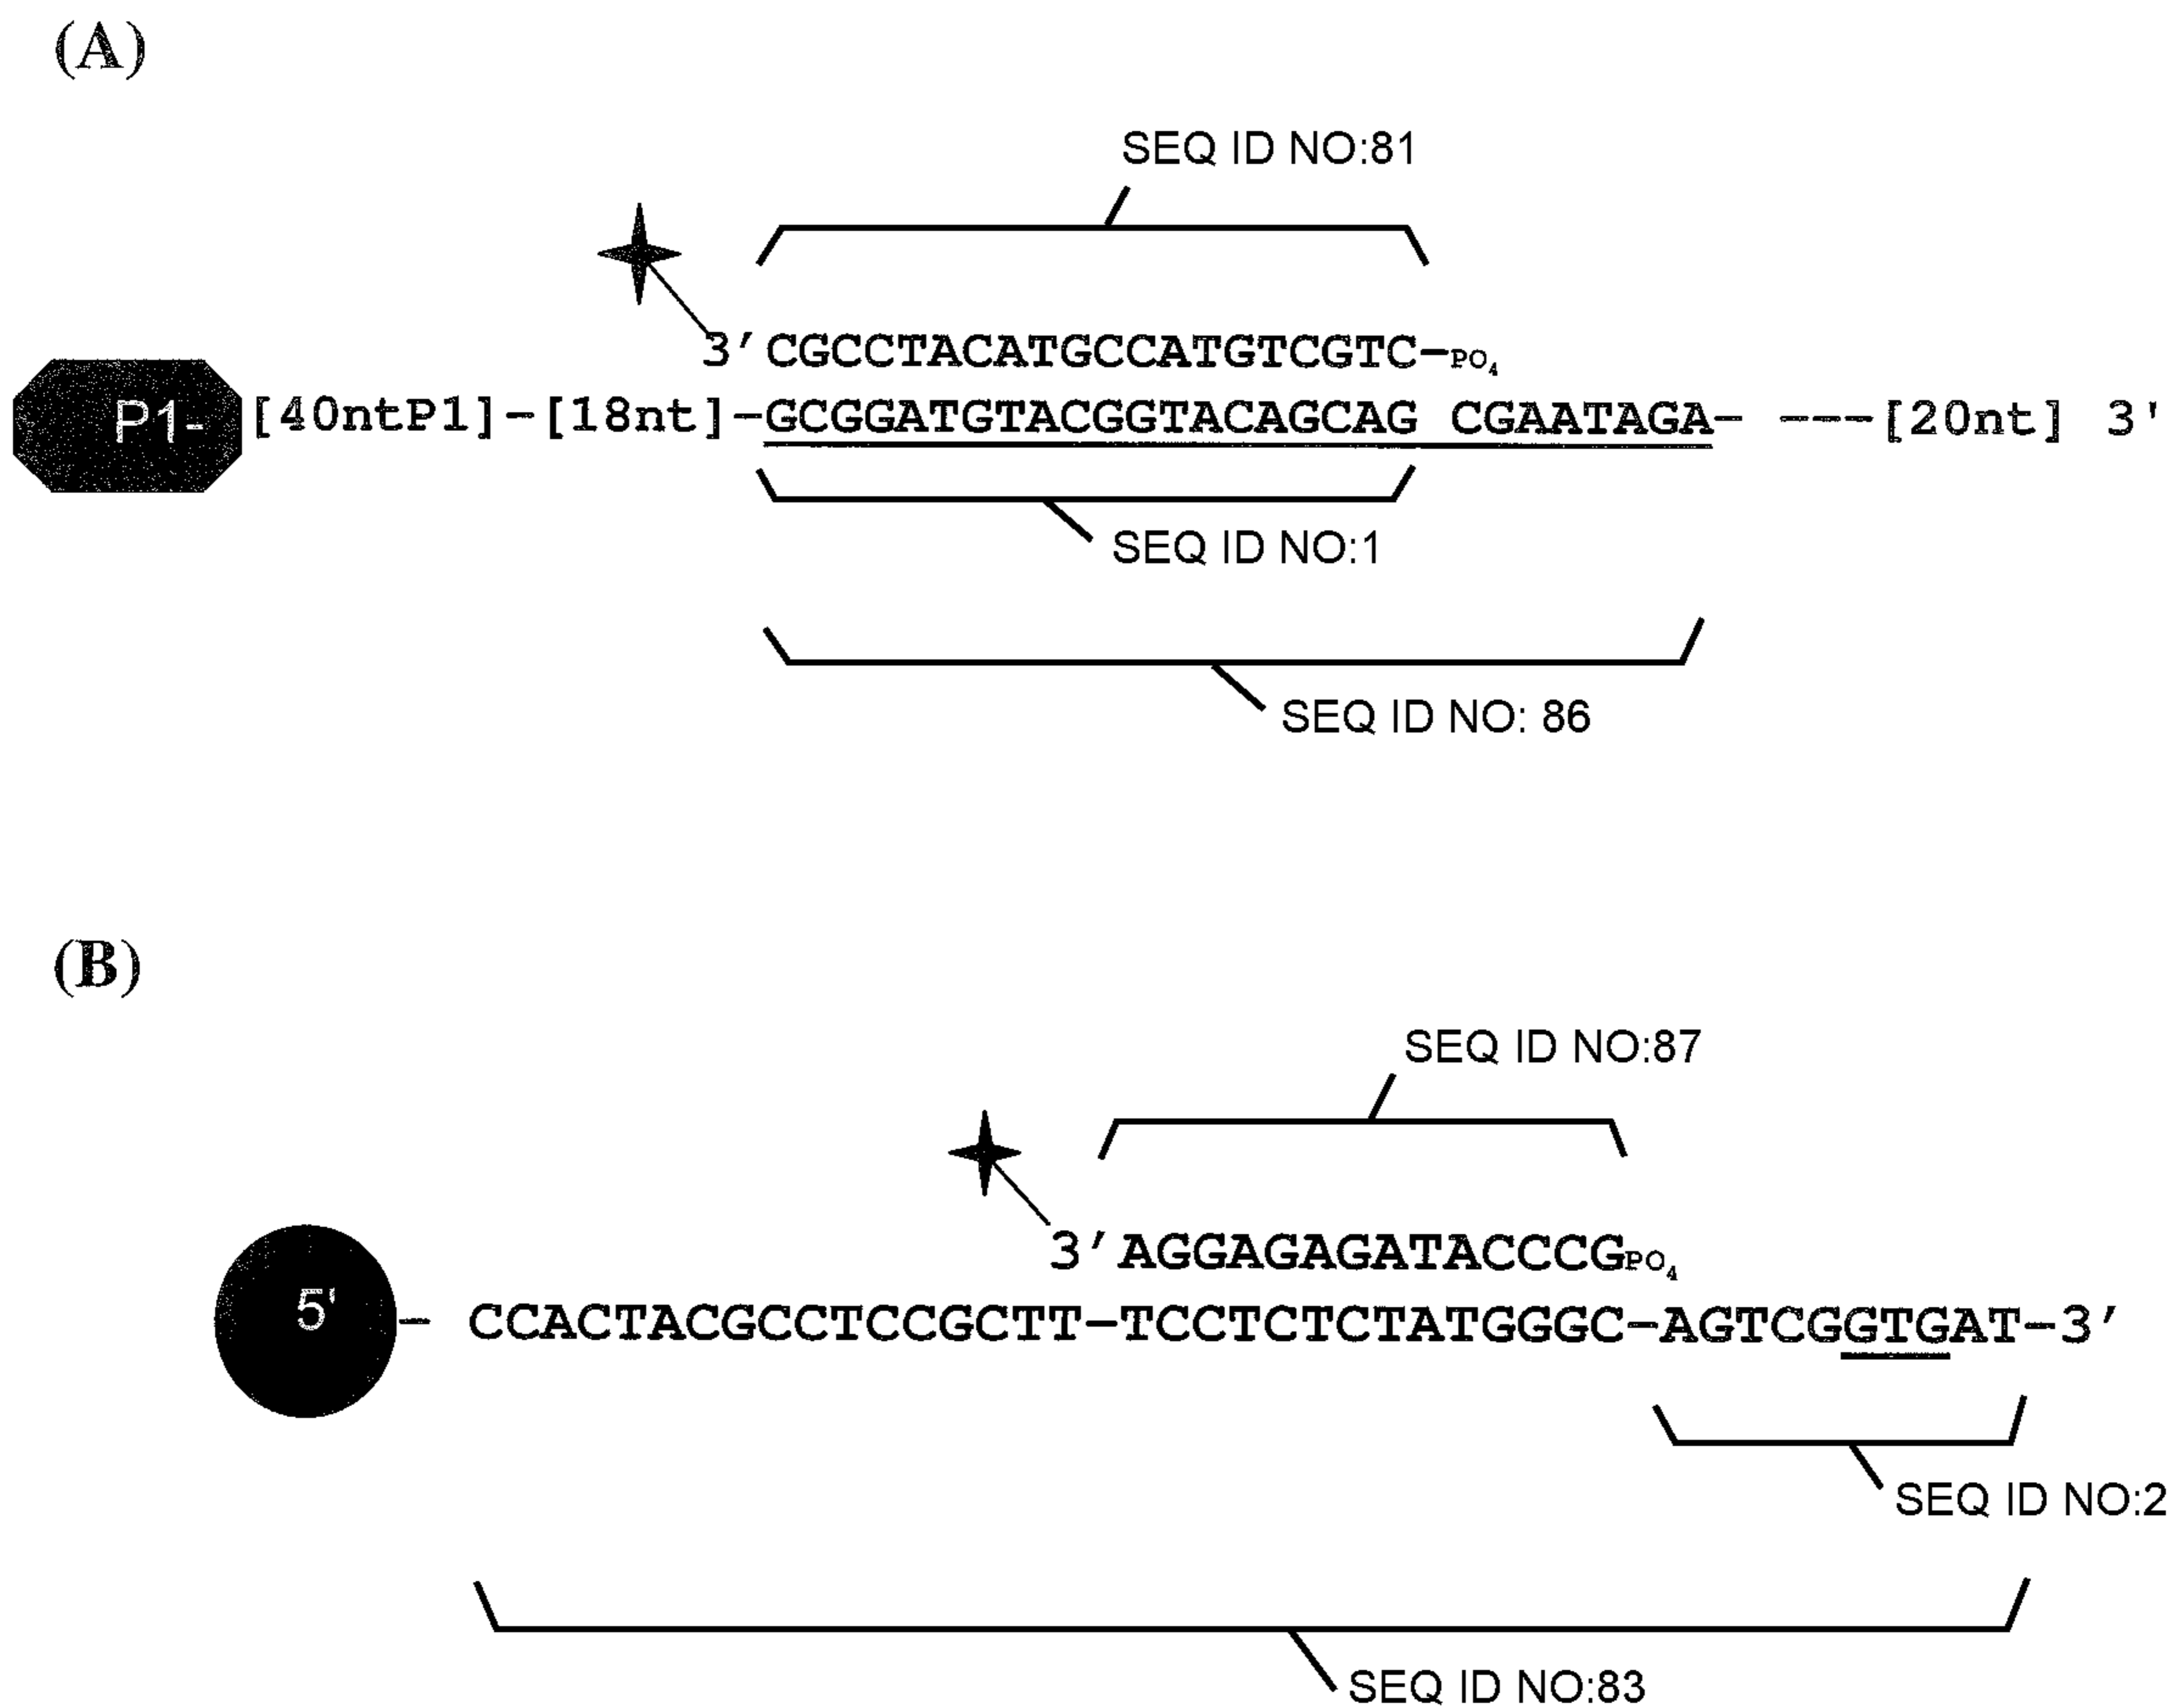 (A)
SEQ ID NO:81
3'CGCCTACATGCCATGTCGTC-PO4
P1-[40ntP1]-[18nt]-GCGGATGTACGGTACAGCAG CGAATAGA- ---[20nt] 3'
SEQ ID NO:1
SEQ ID NO: 86
(B)
SEQ ID NO:87
3'AGGAGAGATACCCGPO4
5'- CCACTACGCCTCCGCTT-TCCTCTCTATGGGC-AGTCGGTGAT-3'
SEQ ID NO:2
SEQ ID NO:83